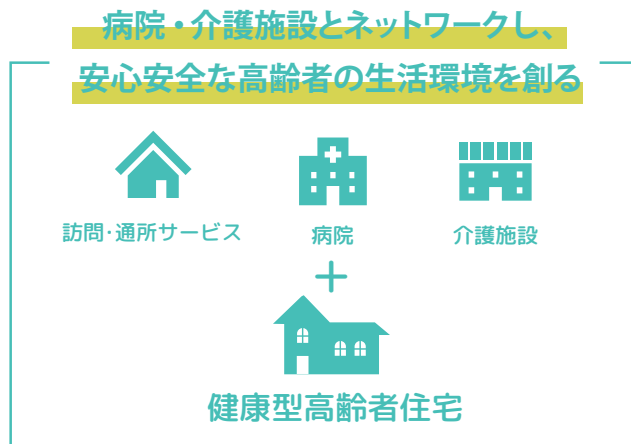 病院・介護施設とネットワークし、
安心安全な高齢者の生活環境を創る
訪問・通所サービス
病院
介護施設
+
健康型高齢者住宅